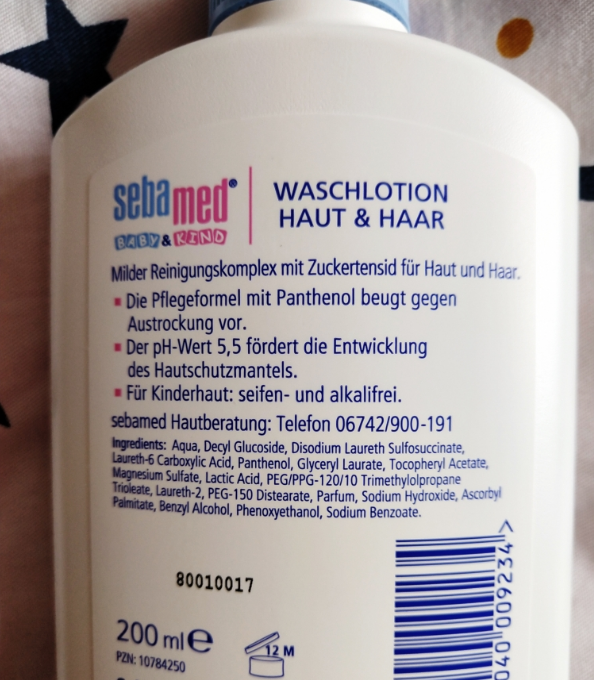 sebamed®
BABY & KIND
WASCHLOTION
HAUT & HAAR
Milder Reinigungskomplex mit Zuckertensid für Haut und Haar.
Die Pflegeformel mit Panthenol beugt gegen
Austrockung vor.
Der pH-Wert 5,5 fördert die Entwicklung
des Hautschutzmantels.
Für Kinderhaut: seifen- und alkalifrei.
sebamed Hautberatung: Telefon 06742/900-191
Ingredients: Aqua, Decyl Glucoside, Disodium Laureth Sulfosuccinate,
Laureth-6 Carboxylic Acid, Panthenol, Glyceryl Laurate, Tocopheryl Acetate,
Magnesium Sulfate, Lactic Acid, PEG/PPG-120/10 Trimethylolpropane
Trioleate, Laureth-2, PEG-150 Distearate, Parfum, Sodium Hydroxide, Ascorbyl
Palmitate, Benzyl Alcohol, Phenoxyethanol, Sodium Benzoate.
80010017
200 ml e
PZN: 10784250
12 M
040 009234 >